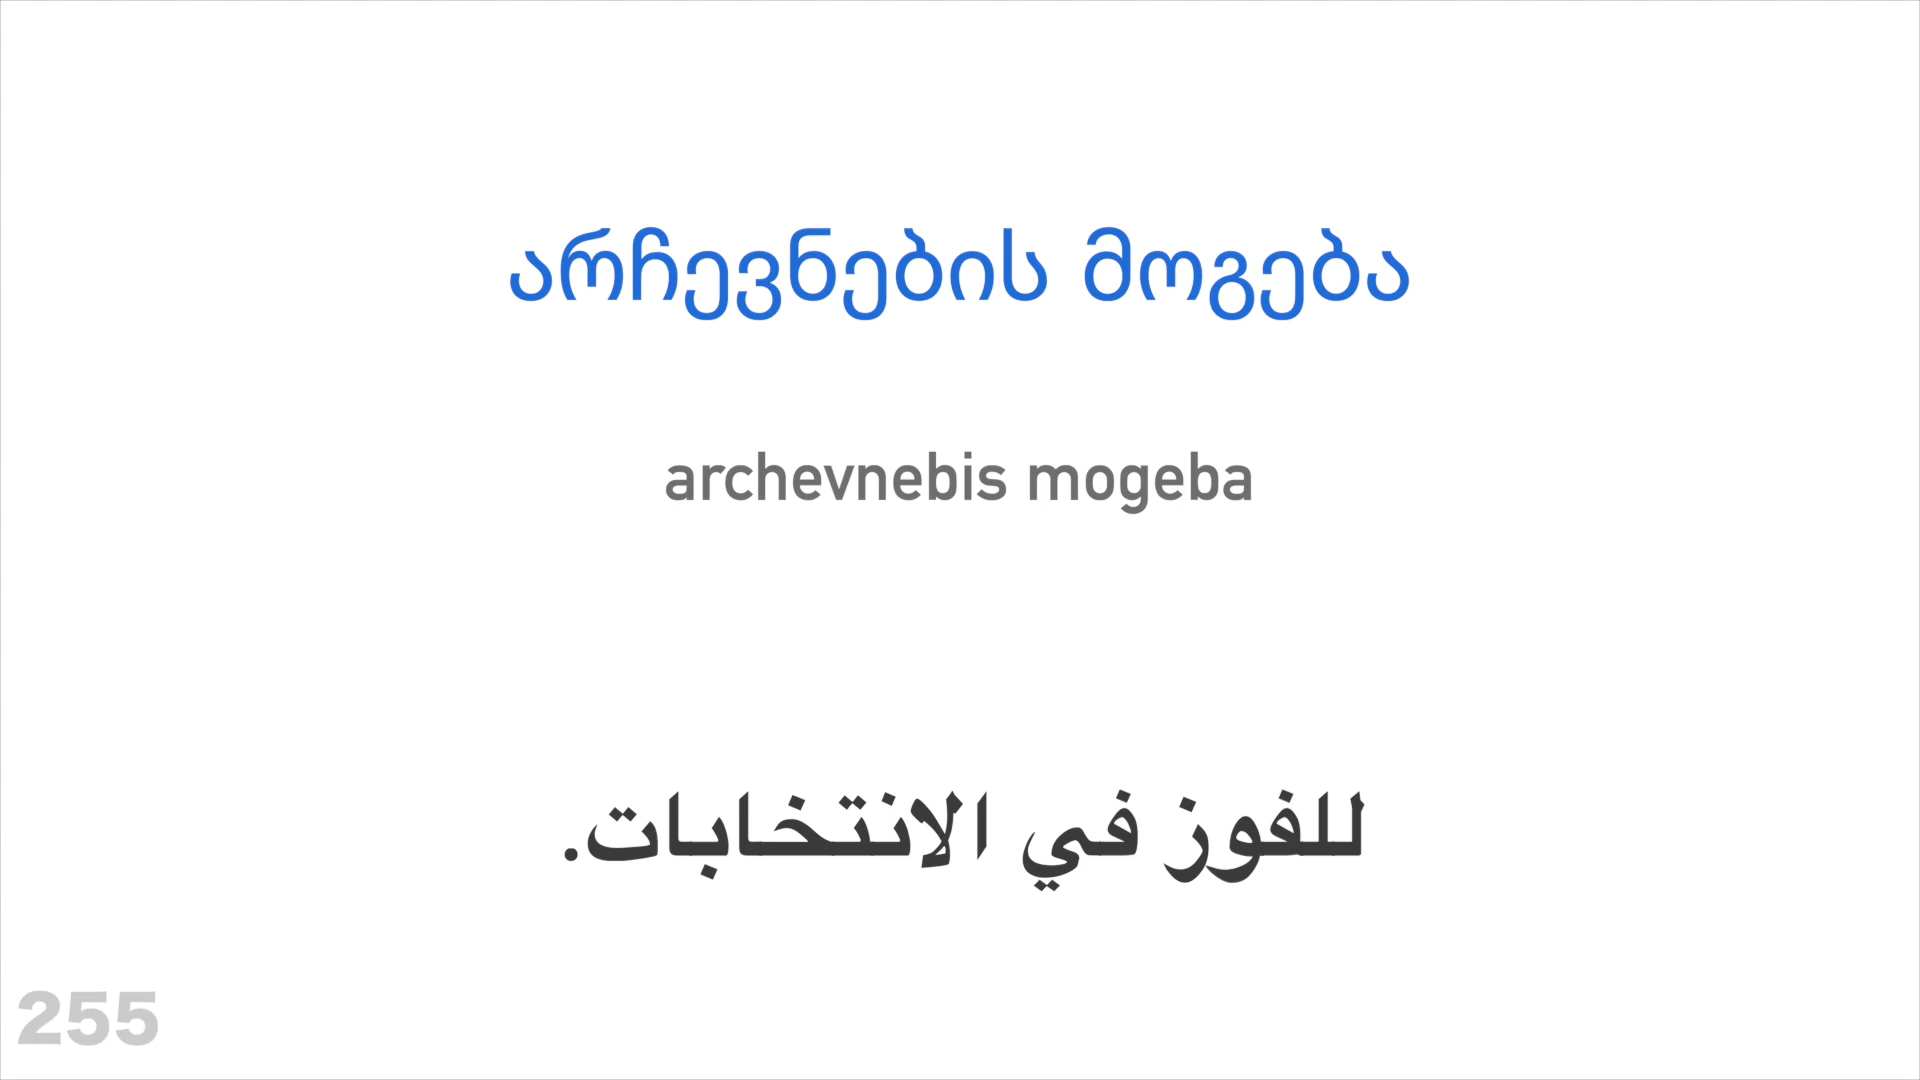 არჩევნების მოგება
archevnebis mogeba
للفوز في الانتخابات.
255